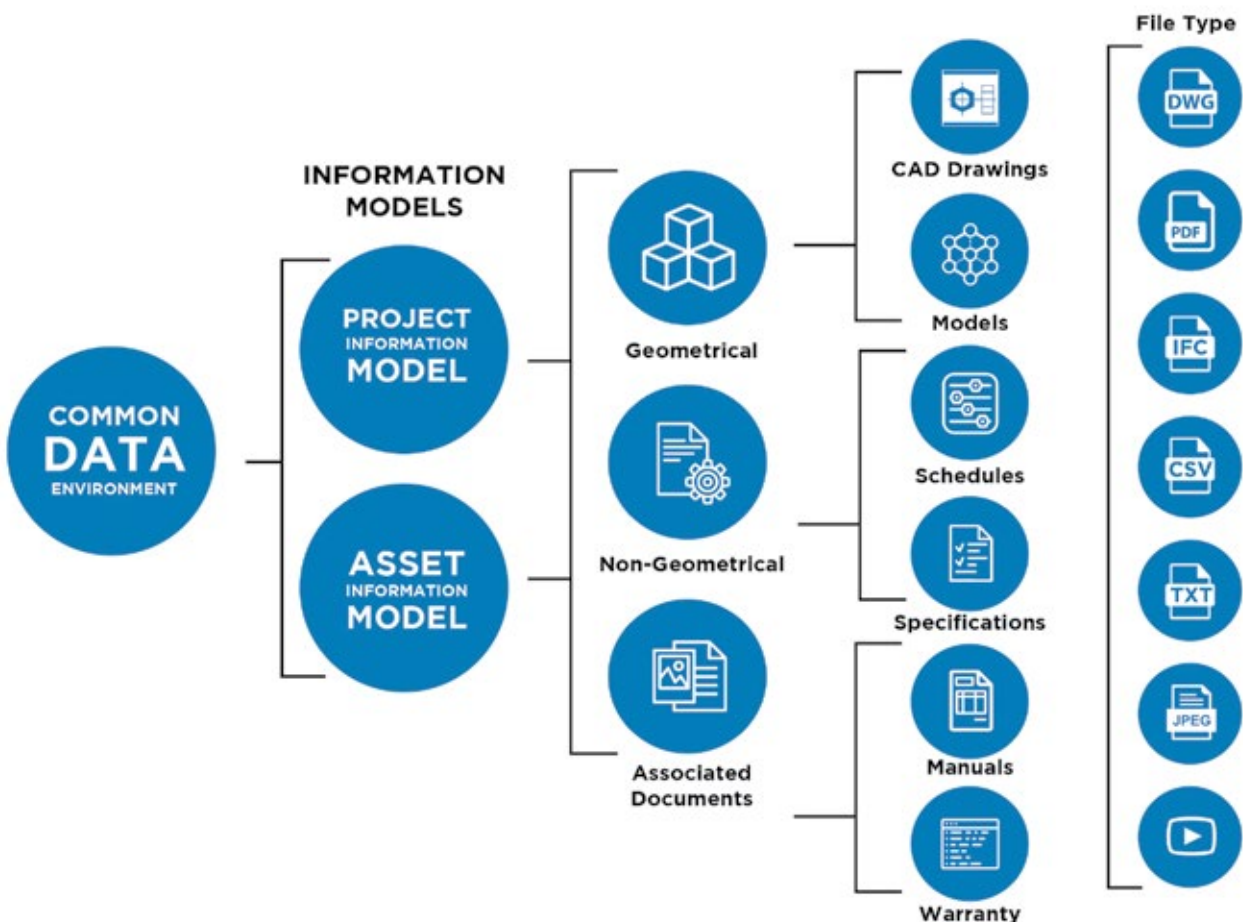 File Type
DWG
CAD Drawings
PDF
INFORMATION
MODELS
PROJECT
INFORMATION
MODEL
Geometrical
Models
IFC
COMMON
DATA
ENVIRONMENT
Schedules
CSV
ASSET
INFORMATION
MODEL
Non-Geometrical
Specifications
TXT
Associated
Documents
Manuals
JPEG
Warranty